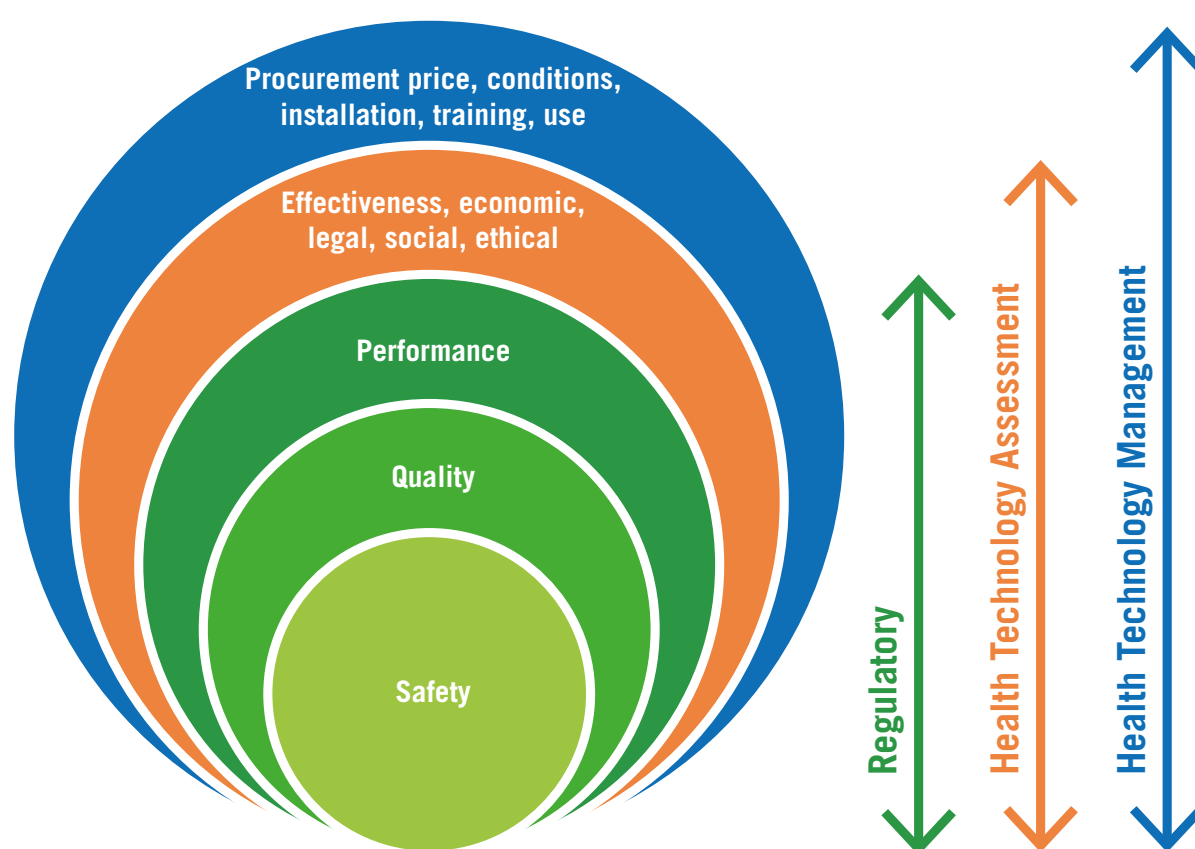 Procurement price, conditions,
installation, training, use
Effectiveness, economic,
legal, social, ethical
Performance
Quality
Safety
Regulatory
Health Technology Assessment
Health Technology Management